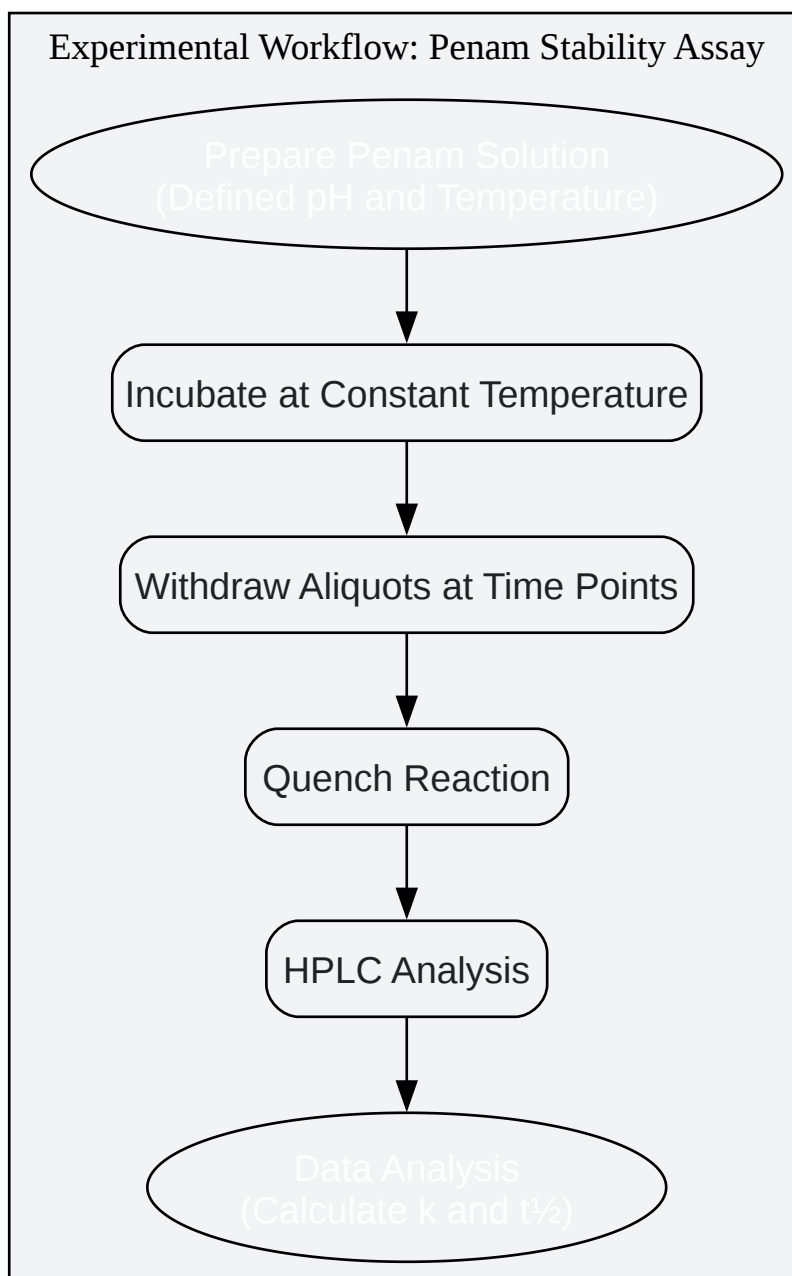 Experimental Workflow: Penam Stability Assay
Prepare Penam Solution
(Defined pH and Temperature)
Incubate at Constant Temperature
Withdraw Aliquots at Time Points
Quench Reaction
HPLC Analysis
Data Analysis
(Calculate k and t½)